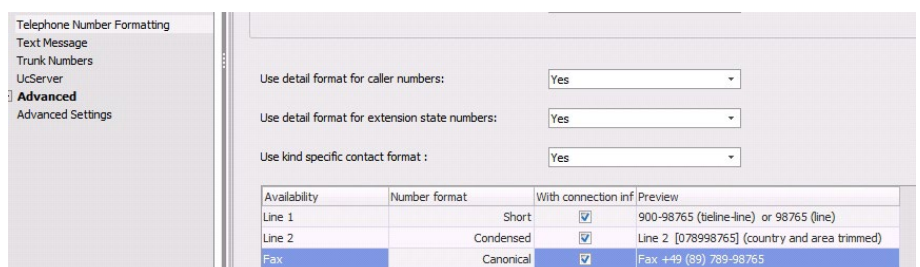 Telephone Number Formatting
Text Message
Trunk Numbers
UcServer
Advanced
Advanced Settings
Use detail format for caller numbers: Yes
Use detail format for extension state numbers: Yes
Use kind specific contact format : Yes
Availability Number format With connection inf Preview
Line 1 Short 900-98765 (tieline-line) or 98765 (line)
Line 2 Condensed Line 2 [078998765] (country and area trimmed)
Fax Canonical Fax +49 (89) 789-98765